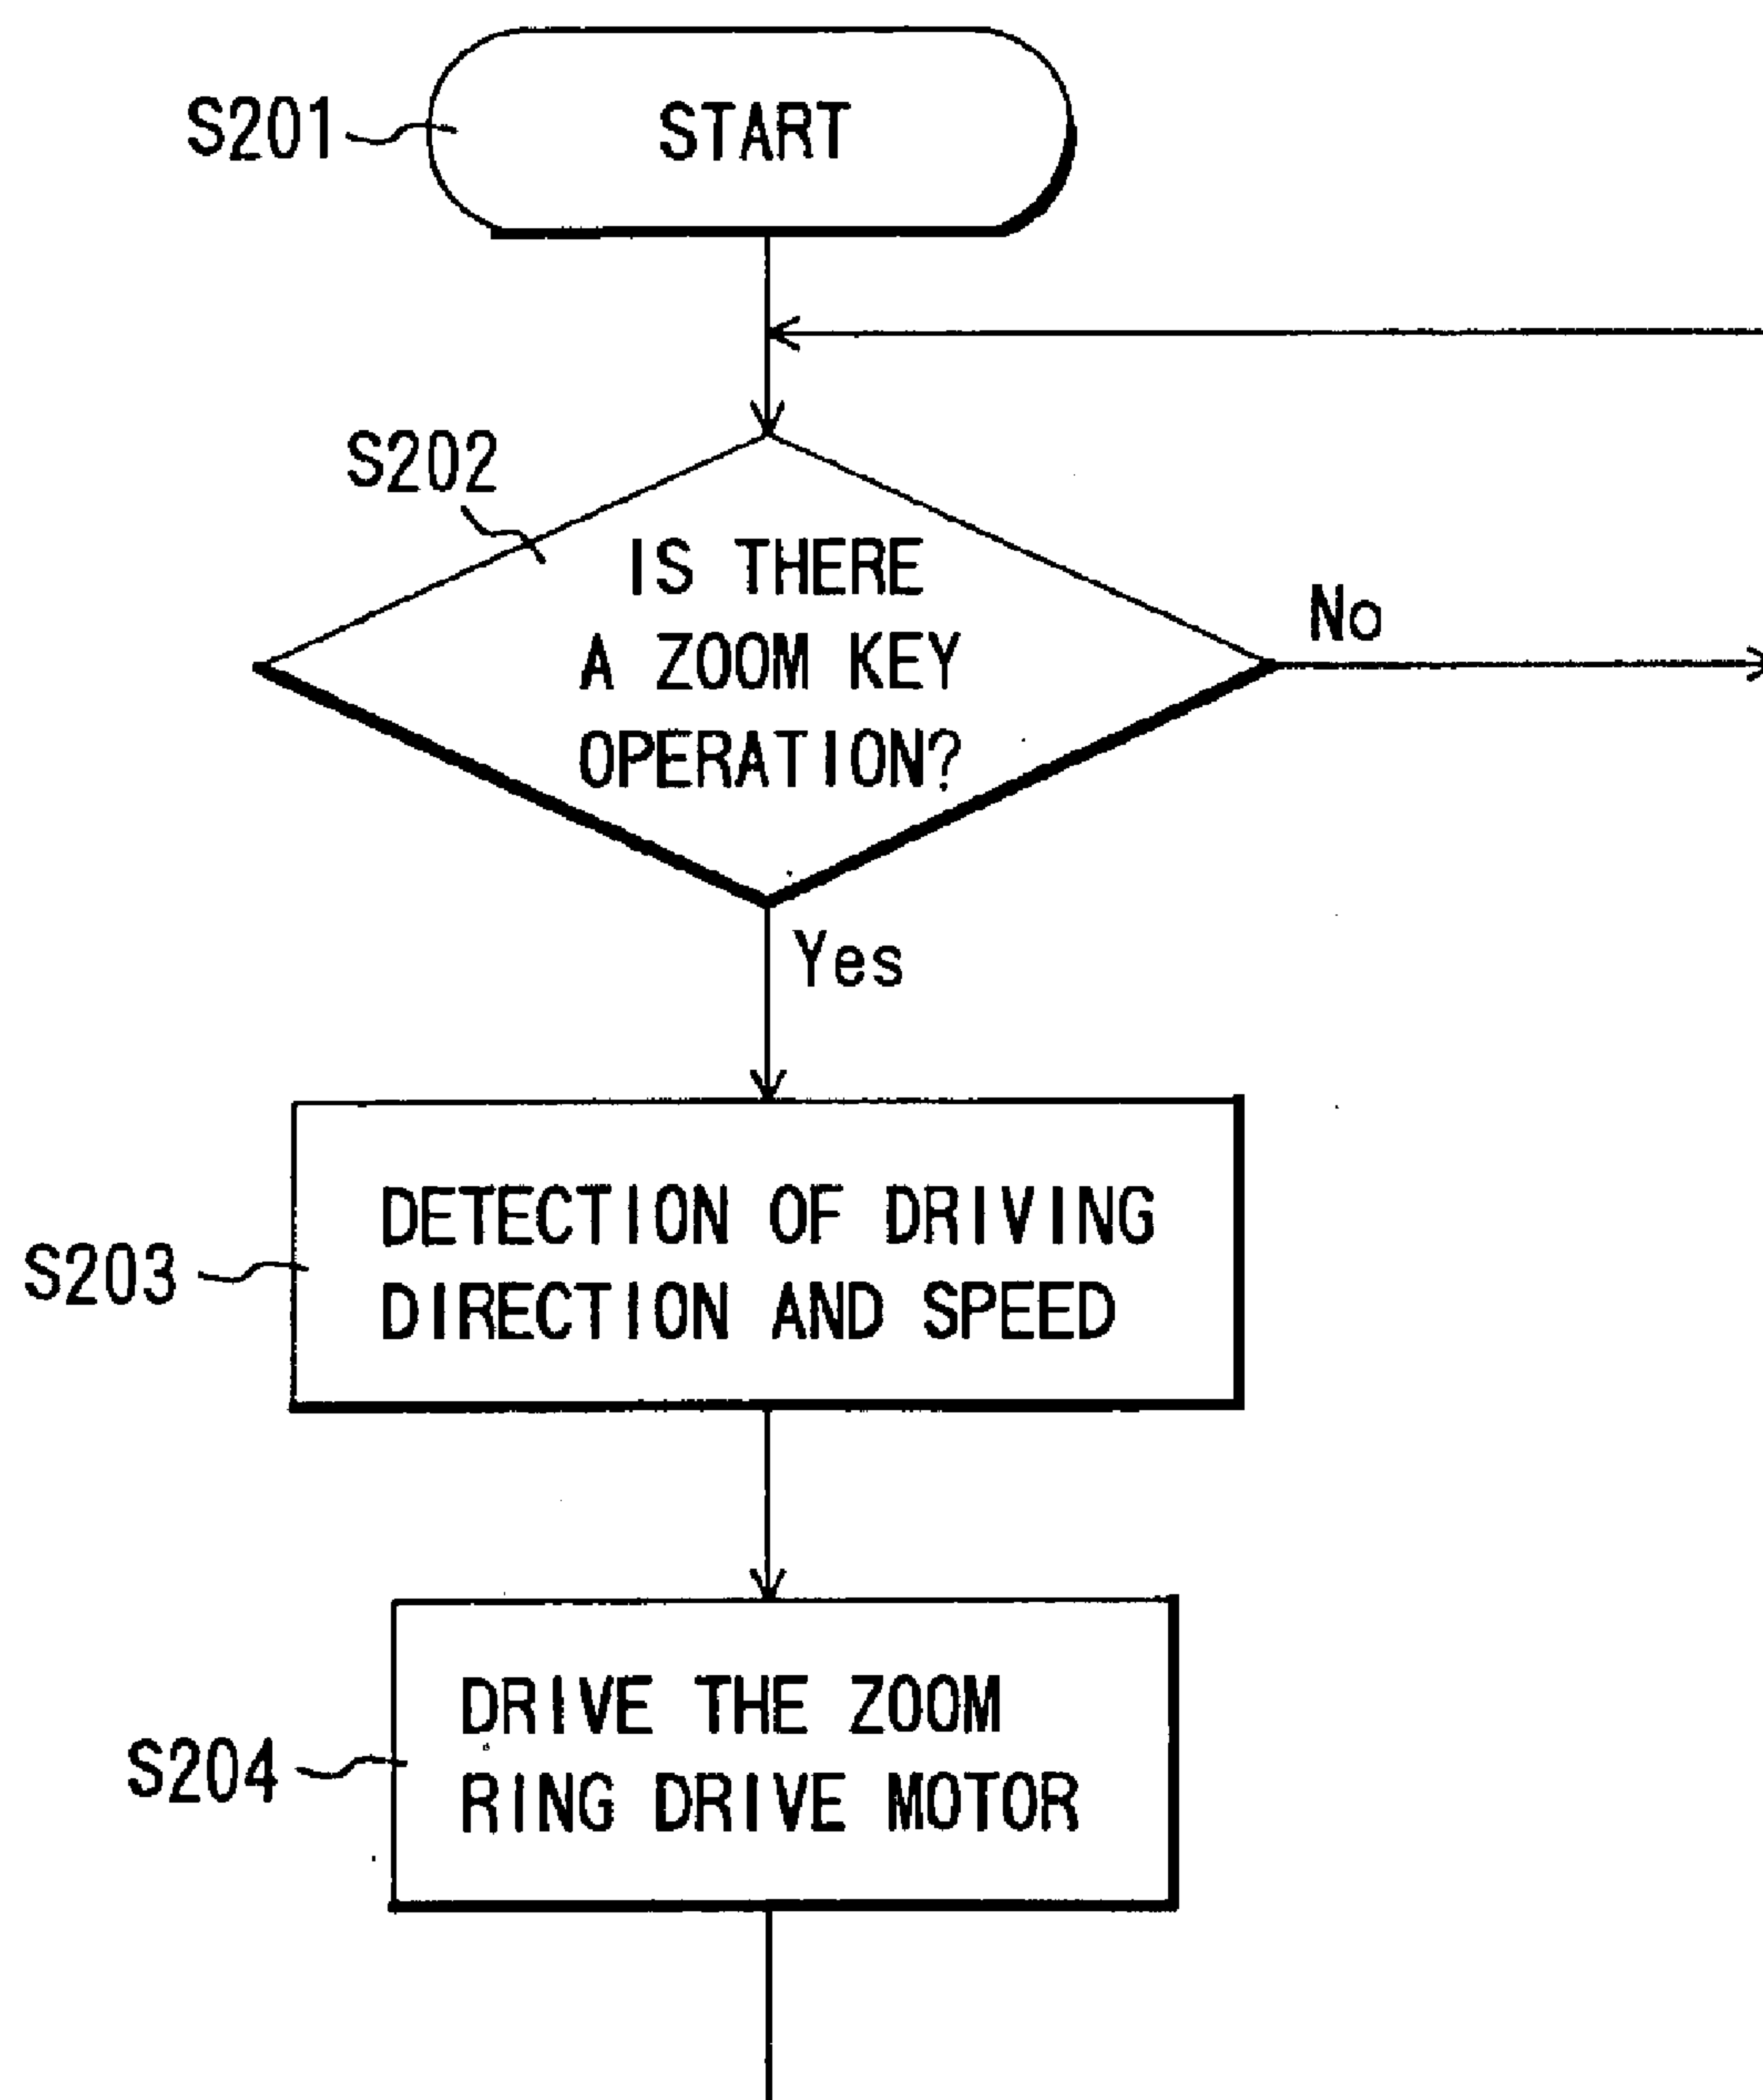 S201
START
S202
IS THERE
A ZOOM KEY
OPERATION?
No
Yes
S203
DETECTION OF DRIVING
DIRECTION AND SPEED
S204
DRIVE THE ZOOM
RING DRIVE MOTOR